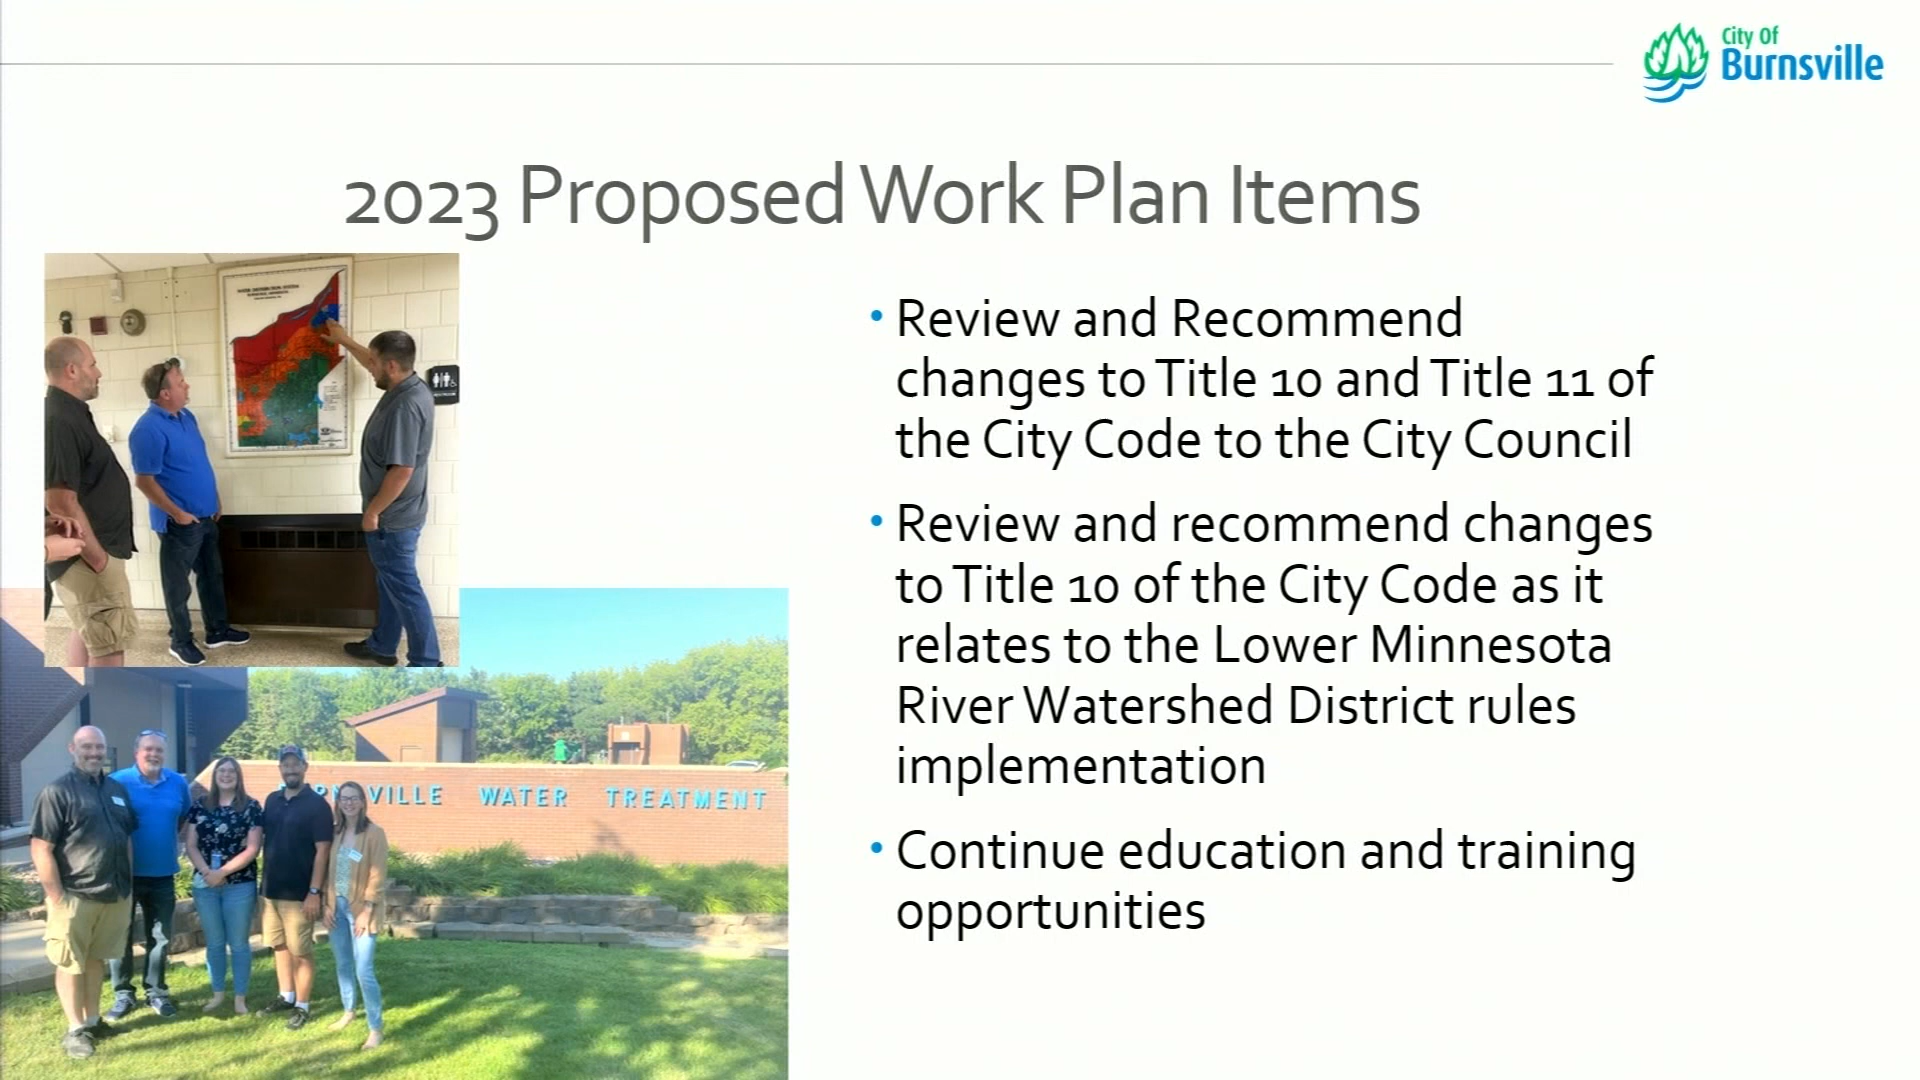 City Of
Burnsville
2023 Proposed Work Plan Items
WATER DISTRIBUTION SYSTEM
• Review and Recommend
changes to Title 10 and Title 11 of
the City Code to the City Council
• Review and recommend changes
to Title 10 of the City Code as it
relates to the Lower Minnesota
River Watershed District rules
implementation
• Continue education and training
opportunities
VILLE WATER TREATMENT